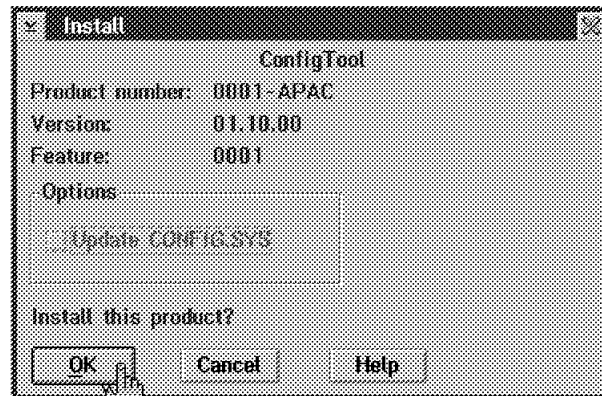 Install
ConfigTool
Product number: 0001-APAC
Version: 01.10.00
Feature: 0001
Options
Update CONFIG.SYS
Install this product?
OK Cancel Help